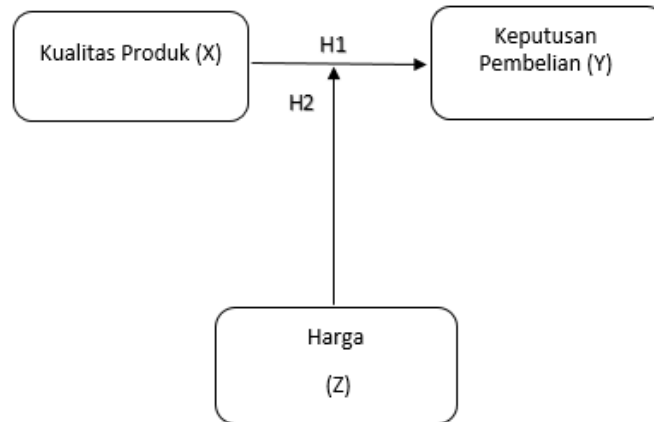 Kualitas Produk (X)
H1
Keputusan
Pembelian (Y)
H2
Harga
(Z)